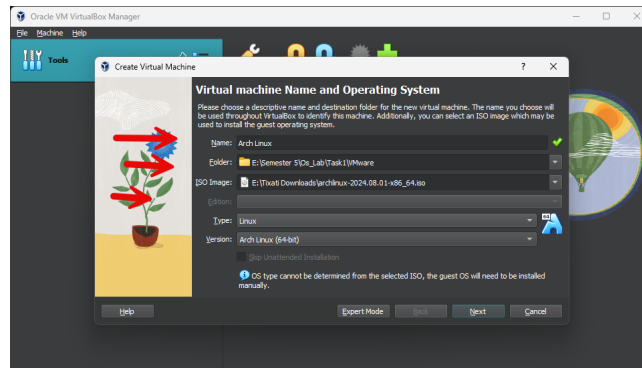 Oracle VM VirtualBox Manager
File Machine Help
Tools
Create Virtual Machine
?
Virtual machine Name and Operating System
Please choose a descriptive name and destination folder for the new virtual machine. The name you choose will
be used throughout VirtualBox to identify this machine. Additionally, you can select an ISO image which may be
used to install the guest operating system.
Name: Arch Linux
Folder: E:\Semester 5\Os_Lab\Task1\VMware
ISO Image: E:\Tixati Downloads\archlinux-2024.08.01-x86_64.iso
Edition:
Type: Linux
64
Version: Arch Linux (64-bit)
Skip Unattended Installation
OS type cannot be determined from the selected ISO, the guest OS will need to be installed
manually.
Help Expert Mode Back Next Cancel